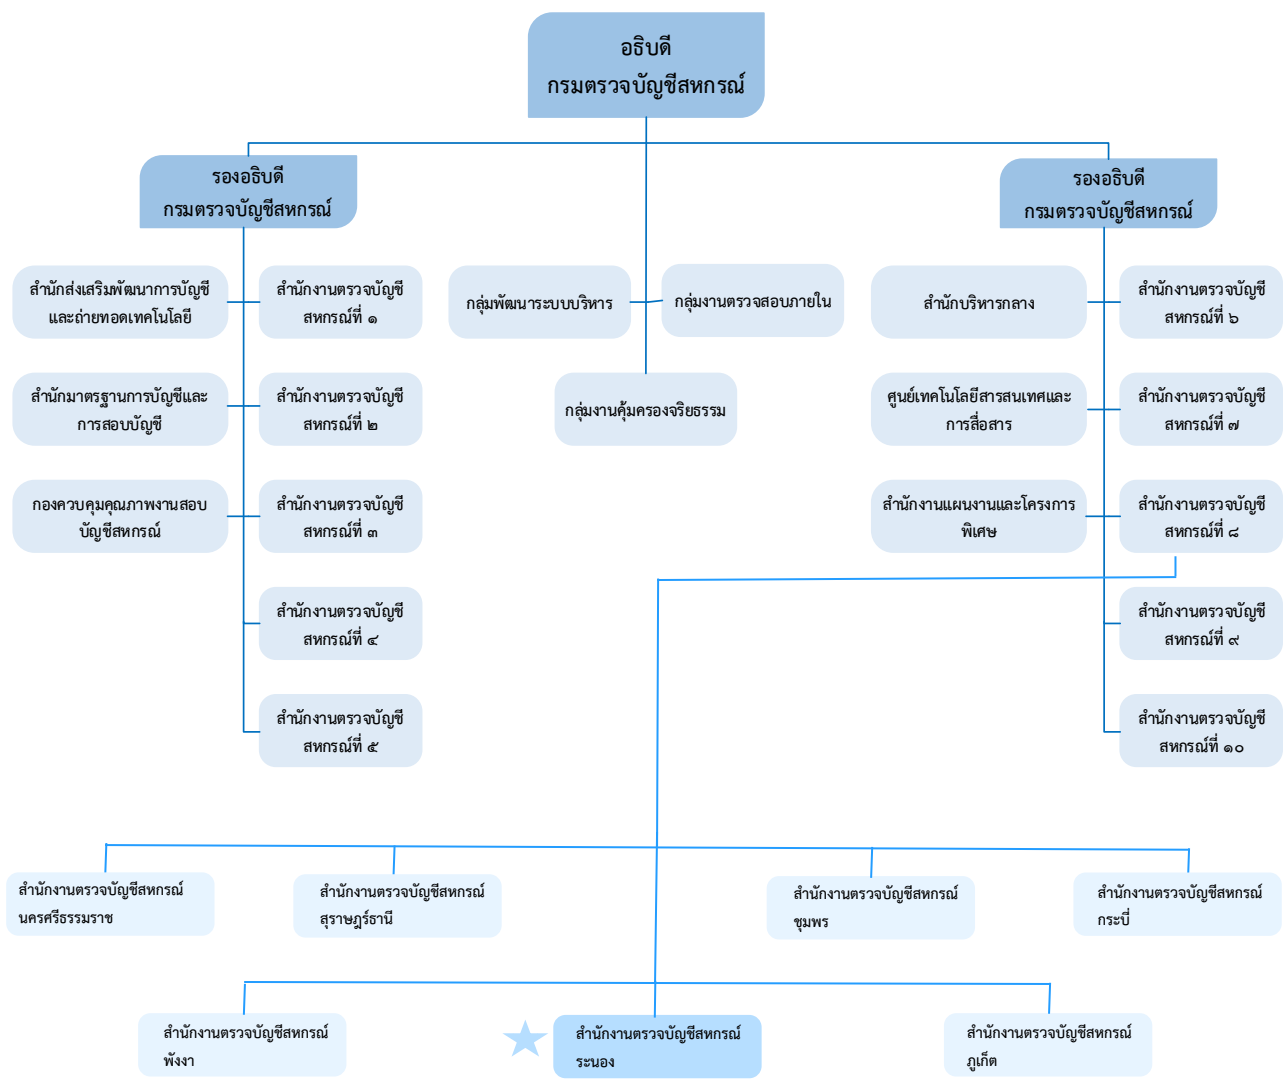 อธิบดี
กรมตรวจบัญชีสหกรณ์
รองอธิบดี
กรมตรวจบัญชีสหกรณ์
รองอธิบดี
กรมตรวจบัญชีสหกรณ์
สำนักส่งเสริมพัฒนาการบัญชี
และถ่ายทอดเทคโนโลยี
สำนักงานตรวจบัญชี
สหกรณ์ที่ ๑
สำนักมาตรฐานการบัญชีและ
การสอบบัญชี
สำนักงานตรวจบัญชี
สหกรณ์ที่ ๒
กองควบคุมคุณภาพงานสอบ
บัญชีสหกรณ์
สำนักงานตรวจบัญชี
สหกรณ์ที่ ๓
สำนักงานตรวจบัญชี
สหกรณ์ที่ ๔
สำนักงานตรวจบัญชี
สหกรณ์ที่ ๕
กลุ่มพัฒนาระบบบริหาร
กลุ่มงานตรวจสอบภายใน
กลุ่มงานคุ้มครองจริยธรรม
สำนักบริหารกลาง
สำนักงานตรวจบัญชี
สหกรณ์ที่ ๖
ศูนย์เทคโนโลยีสารสนเทศและ
การสื่อสาร
สำนักงานตรวจบัญชี
สหกรณ์ที่ ๗
สำนักงานแผนงานและโครงการ
พิเศษ
สำนักงานตรวจบัญชี
สหกรณ์ที่ ๘
สำนักงานตรวจบัญชี
สหกรณ์ที่ ๙
สำนักงานตรวจบัญชี
สหกรณ์ที่ ๑๐
สำนักงานตรวจบัญชีสหกรณ์
นครศรีธรรมราช
สำนักงานตรวจบัญชีสหกรณ์
สุราษฎร์ธานี
สำนักงานตรวจบัญชีสหกรณ์
ชุมพร
สำนักงานตรวจบัญชีสหกรณ์
กระบี่
สำนักงานตรวจบัญชีสหกรณ์
พังงา
สำนักงานตรวจบัญชีสหกรณ์
ระนอง
สำนักงานตรวจบัญชีสหกรณ์
ภูเก็ต